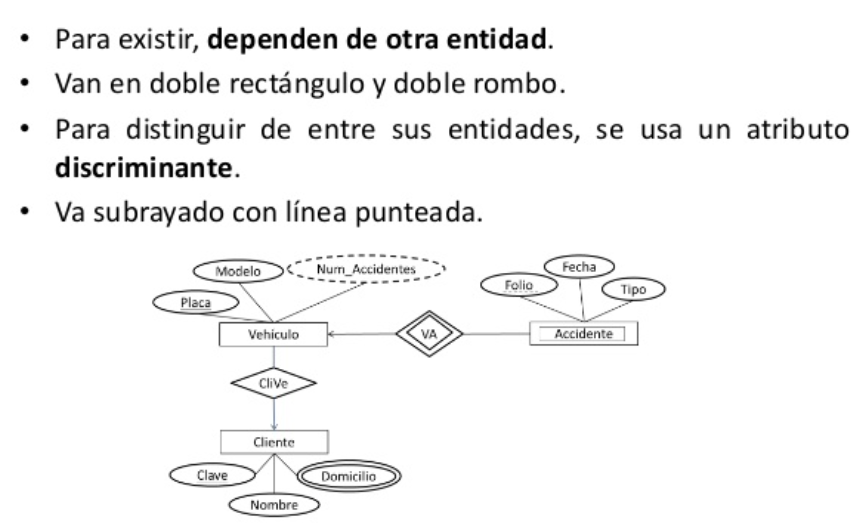 • Para existir, dependen de otra entidad.
• Van en doble rectángulo y doble rombo.
• Para distinguir de entre sus entidades, se usa un atributo
discriminante.
• Va subrayado con línea punteada.
Modelo
Num_Accidentes
Fecha
Folio
Tipo
Placa
Vehículo
VA
Accidente
CliVe
Cliente
Clave
Domicilio
Nombre